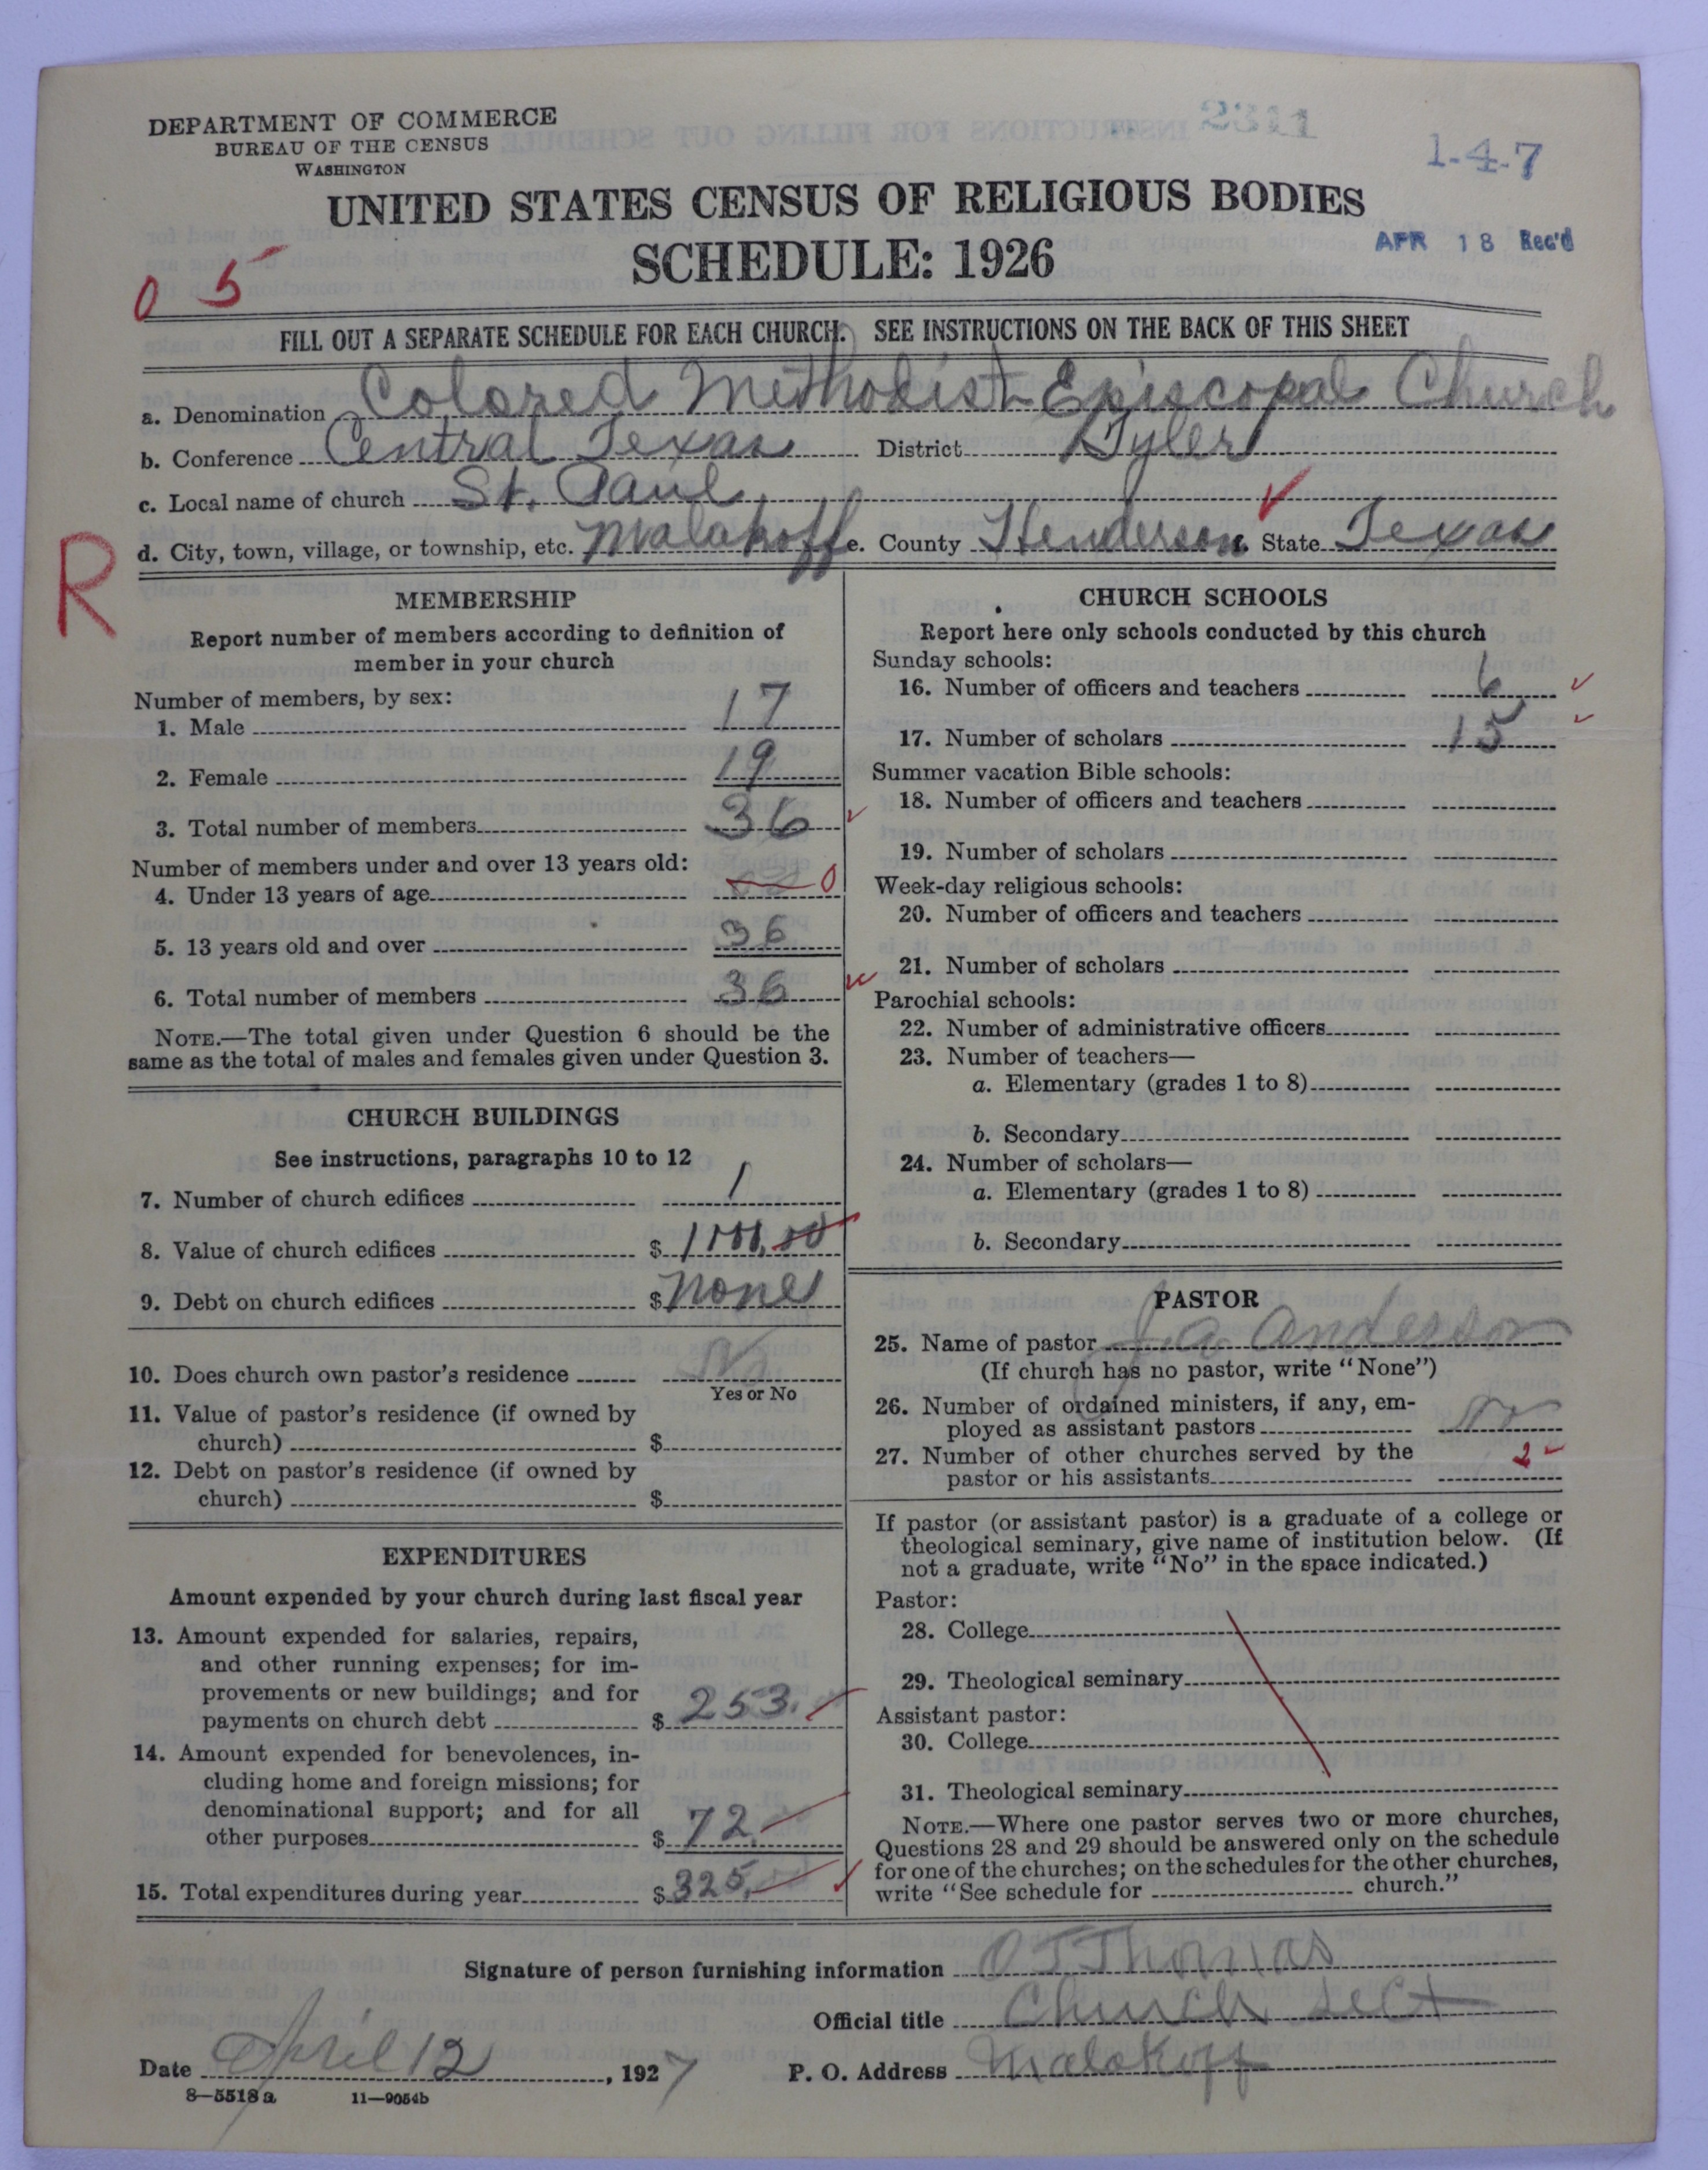 DEPARTMENT OF COMMERCE
BUREAU OF THE CENSUS
WASHINGTON
2311
1-4-7
UNITED STATES CENSUS OF RELIGIOUS BODIES
SCHEDULE: 1926
APR 18 Rec'd
0 5
FILL OUT A SEPARATE SCHEDULE FOR EACH CHURCH. SEE INSTRUCTIONS ON THE BACK OF THIS SHEET
a. Denomination Colored Methodist Episcopal Church
b. Conference Central Texas District Tyler
c. Local name of church St. Paul
d. City, town, village, or township, etc. Malakoff e. County Henderson State Texas
R
MEMBERSHIP
Report number of members according to definition of
member in your church
Number of members, by sex:
1. Male 17
2. Female 19
3. Total number of members 36
Number of members under and over 13 years old:
4. Under 13 years of age 0
5. 13 years old and over 36
6. Total number of members 36
NOTE.—The total given under Question 6 should be the
same as the total of males and females given under Question 3.
CHURCH BUILDINGS
See instructions, paragraphs 10 to 12
7. Number of church edifices 1
8. Value of church edifices $
9. Debt on church edifices $ None
10. Does church own pastor's residence No
Yes or No
11. Value of pastor's residence (if owned by
church) $
12. Debt on pastor's residence (if owned by
church) $
EXPENDITURES
Amount expended by your church during last fiscal year
13. Amount expended for salaries, repairs,
and other running expenses; for im-
provements or new buildings; and for
payments on church debt $ 253.
14. Amount expended for benevolences, in-
cluding home and foreign missions; for
denominational support; and for all
other purposes $ 72.
15. Total expenditures during year $ 325.
CHURCH SCHOOLS
Report here only schools conducted by this church
Sunday schools:
16. Number of officers and teachers 6
17. Number of scholars 15
Summer vacation Bible schools:
18. Number of officers and teachers
19. Number of scholars
Week-day religious schools:
20. Number of officers and teachers
21. Number of scholars
Parochial schools:
22. Number of administrative officers
23. Number of teachers—
a. Elementary (grades 1 to 8)
b. Secondary
24. Number of scholars—
a. Elementary (grades 1 to 8)
b. Secondary
PASTOR
25. Name of pastor J. a. Anderson
(If church has no pastor, write "None")
26. Number of ordained ministers, if any, em-
ployed as assistant pastors no
27. Number of other churches served by the
pastor or his assistants 2
If pastor (or assistant pastor) is a graduate of a college or
theological seminary, give name of institution below. (If
not a graduate, write "No" in the space indicated.)
Pastor:
28. College
29. Theological seminary
Assistant pastor:
30. College
31. Theological seminary
NOTE.—Where one pastor serves two or more churches,
Questions 28 and 29 should be answered only on the schedule
for one of the churches; on the schedules for the other churches,
write "See schedule for church."
Signature of person furnishing information O T Thomas
Official title Church Sect
Date April 12, 1927 P. O. Address Malakoff
8—5518 a 11—9054b